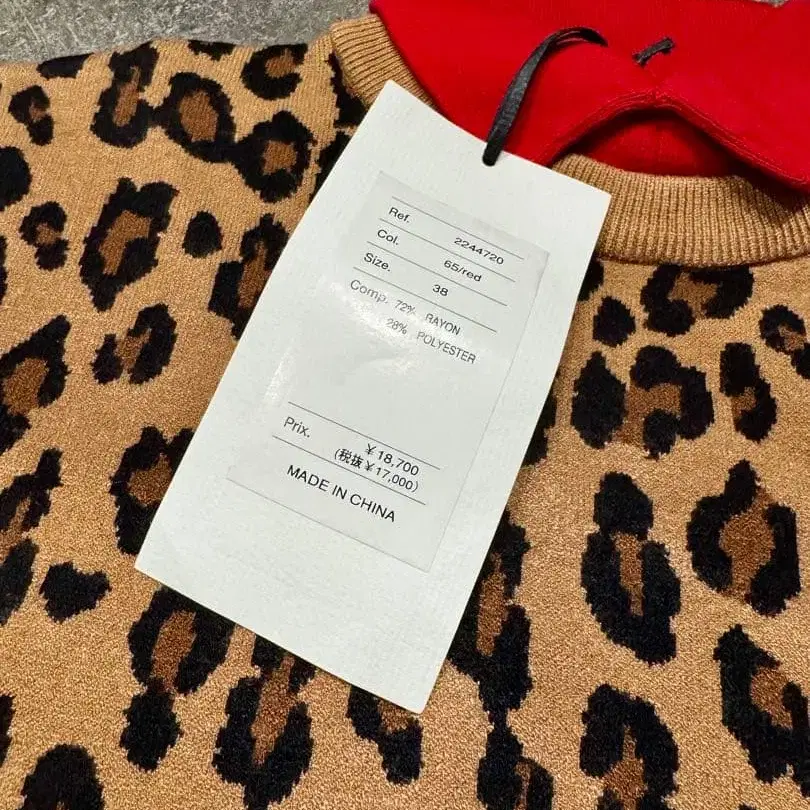 Ref. 2244720
Col. 65/red
Size. 38
Comp. 72% RAYON
28% POLYESTER
Prix. ¥18,700
(税抜¥17,000)
MADE IN CHINA